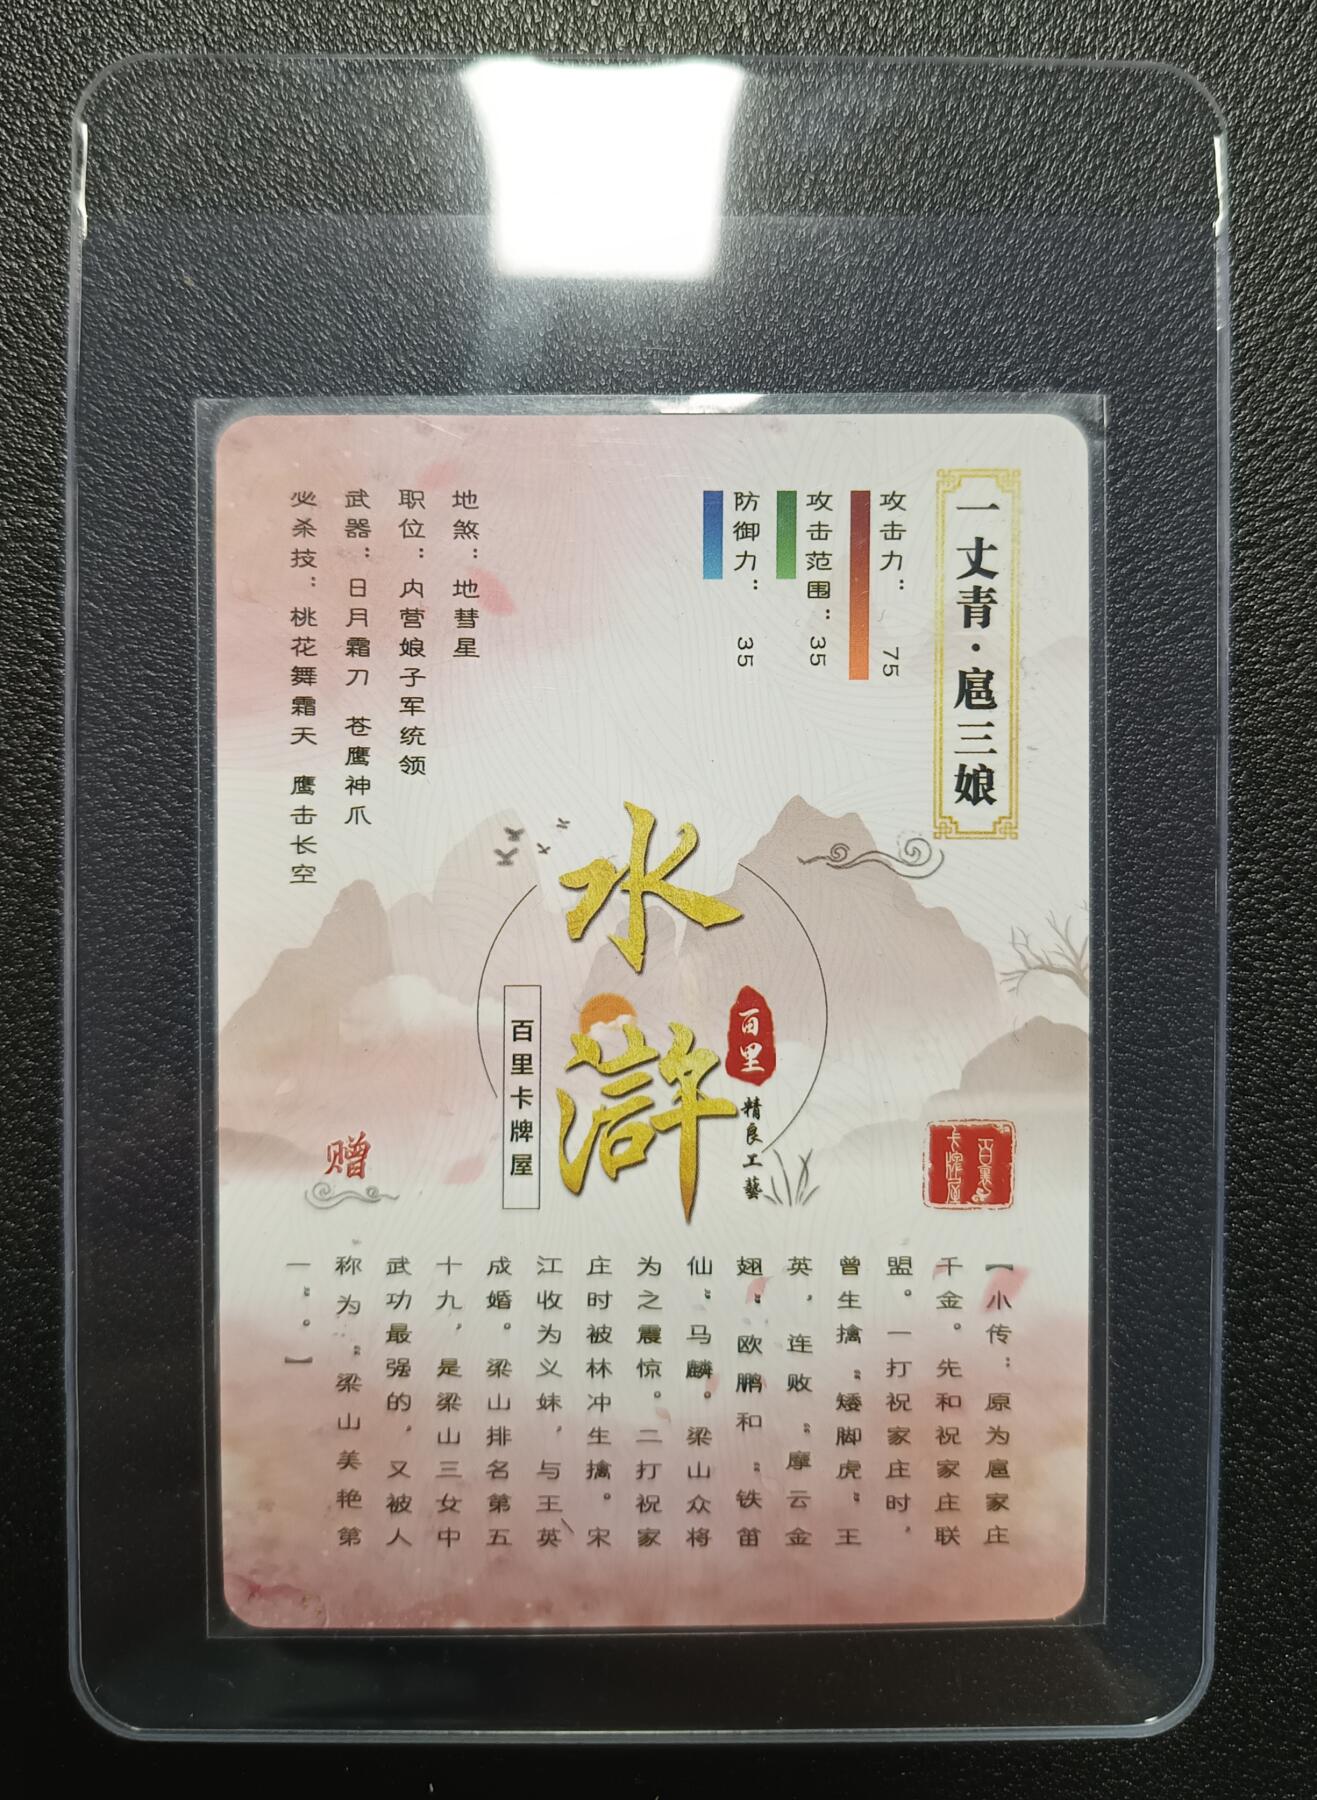 一丈青·扈三娘
攻击力： 75
攻击范围：35
防御力： 35
地煞：地彗星
职位：内营娘子军统领
武器：日月霜刀 苍鹰神爪
必杀技：桃花舞霜天 鹰击长空
水浒
百里
精良工藝
百里卡牌屋
百里
卡牌屋
赠
【小传：原为扈家庄
千金。先和祝家庄联
盟。一打祝家庄时，
曾生擒“矮脚虎”王
英，连败“摩云金
翅”欧鹏和“铁笛
仙”马麟。梁山众将
为之震惊。二打祝家
庄时被林冲生擒。宋
江收为义妹，与王英
成婚。梁山排名第五
十九，是梁山三女中
武功最强的，又被人
称为“梁山美艳第
一”。】